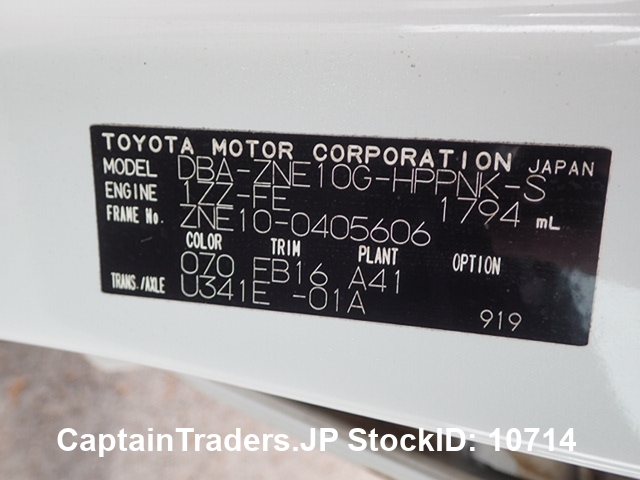 TOYOTA MOTOR CORPORATION JAPAN
MODEL DBA-ZNE10G-HPPNK-S
ENGINE 1ZZ-FE 1794 mL
FRAME No. ZNE10-0405606
COLOR TRIM PLANT OPTION
070 FB16 A41
TRANS./AXLE U341E -01A
919
CaptainTraders.JP StockID: 10714